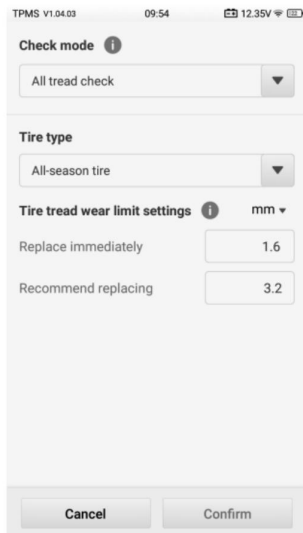 TPMS V1.04.03 09:54 12.35V
Check mode
All tread check
Tire type
All-season tire
Tire tread wear limit settings mm
Replace immediately 1.6
Recommend replacing 3.2
Cancel Confirm